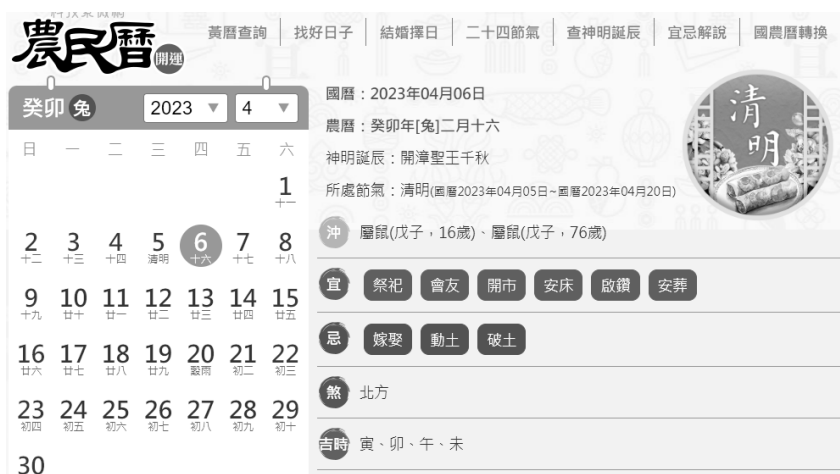 農民曆 開運
黃曆查詢 找好日子 結婚擇日 二十四節氣 查神明誕辰 宜忌解說 國農曆轉換
癸卯 兔 2023 ▼ 4 ▼
日 一 二 三 四 五 六
1
十一
2 3 4 5 6 7 8
十二 十三 十四 清明 十六 十七 十八
9 10 11 12 13 14 15
十九 廿十 廿一 廿二 廿三 廿四 廿五
16 17 18 19 20 21 22
廿六 廿七 廿八 廿九 穀雨 初二 初三
23 24 25 26 27 28 29
初四 初五 初六 初七 初八 初九 初十
30
國曆：2023年04月06日
農曆：癸卯年[兔]二月十六
神明誕辰：開漳聖王千秋
所處節氣：清明(國曆2023年04月05日~國曆2023年04月20日)
清明
沖 屬鼠(戊子，16歲)、屬鼠(戊子，76歲)
宜 祭祀 會友 開市 安床 啟鑽 安葬
忌 嫁娶 動土 破土
煞 北方
吉時 寅、卯、午、未